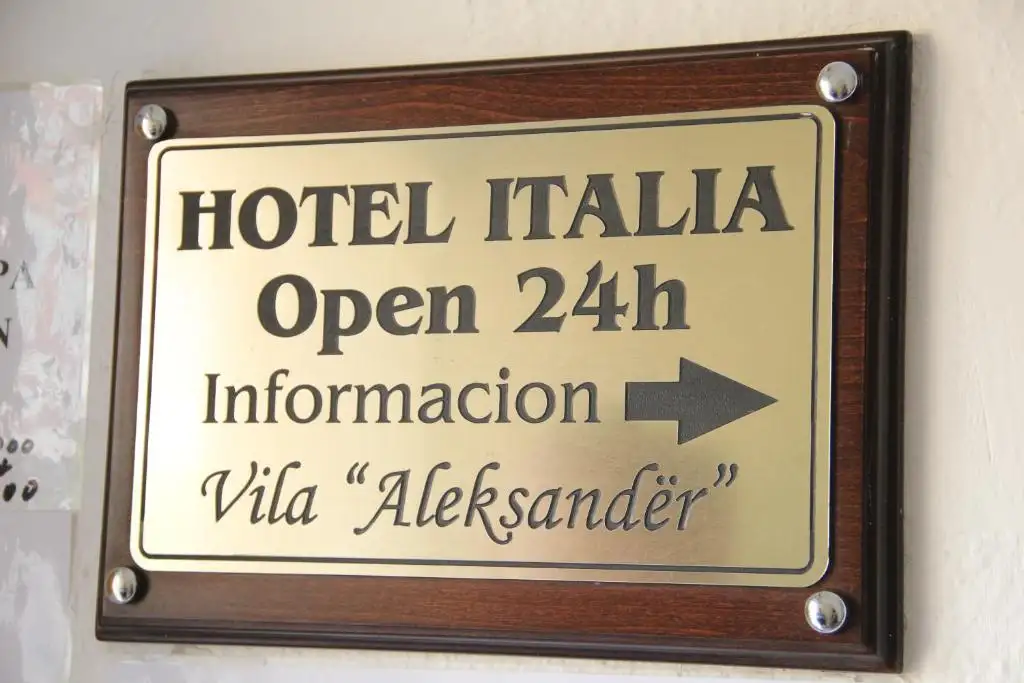 HOTEL ITALIA
Open 24h
Informacion
Vila “Aleksandër”